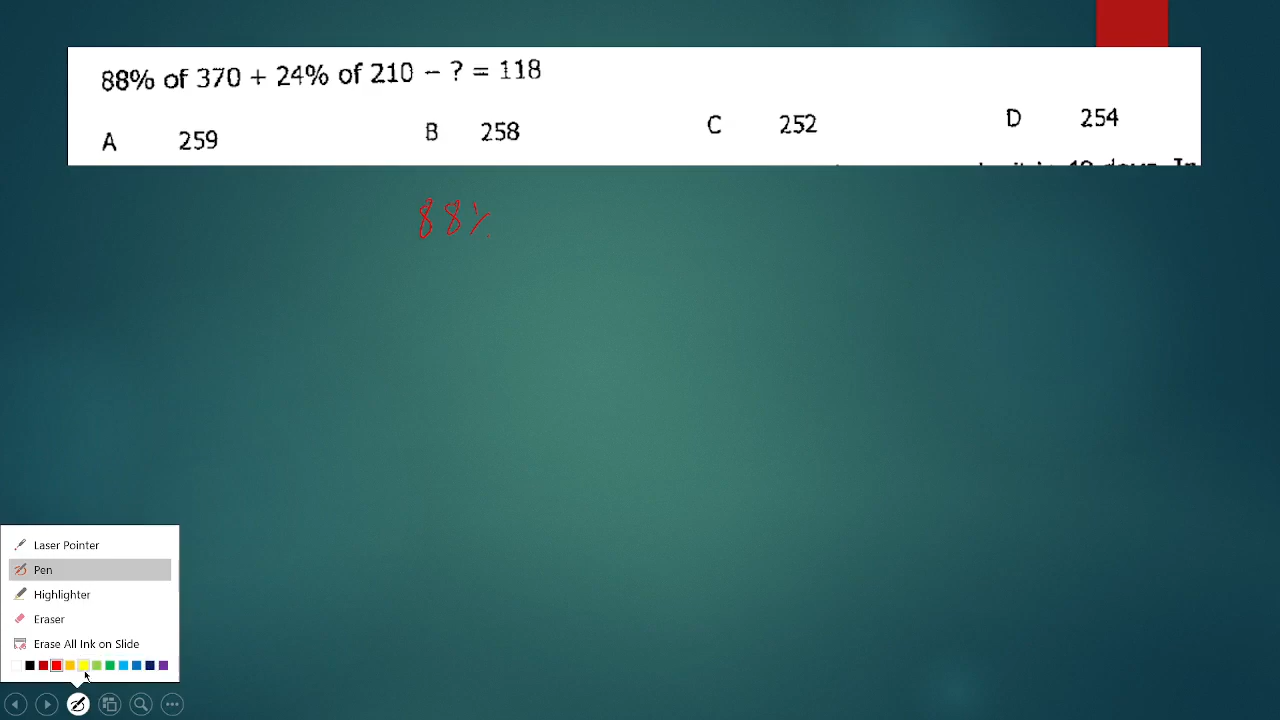 88% of 370 + 24% of 210 − ? = 118
A 259 B 258 C 252 D 254
88%
Laser Pointer
Pen
Highlighter
Eraser
Erase All Ink on Slide